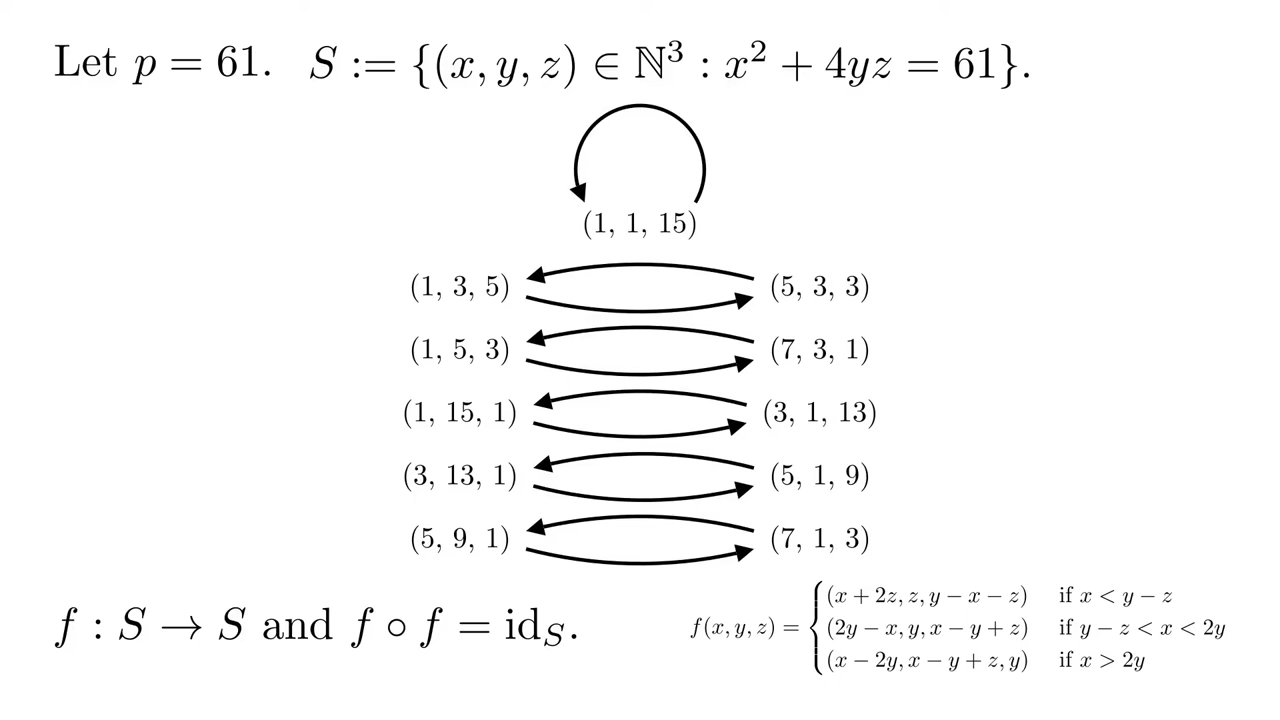 Let p = 61. S := {(x, y, z) ∈ ℕ³ : x² + 4yz = 61}.
(1, 1, 15)
(1, 3, 5) (5, 3, 3)
(1, 5, 3) (7, 3, 1)
(1, 15, 1) (3, 1, 13)
(3, 13, 1) (5, 1, 9)
(5, 9, 1) (7, 1, 3)
f : S → S and f ∘ f = id_S.
f(x, y, z) = {
(x + 2z, z, y − x − z) if x < y − z
(2y − x, y, x − y + z) if y − z < x < 2y
(x − 2y, x − y + z, y) if x > 2y